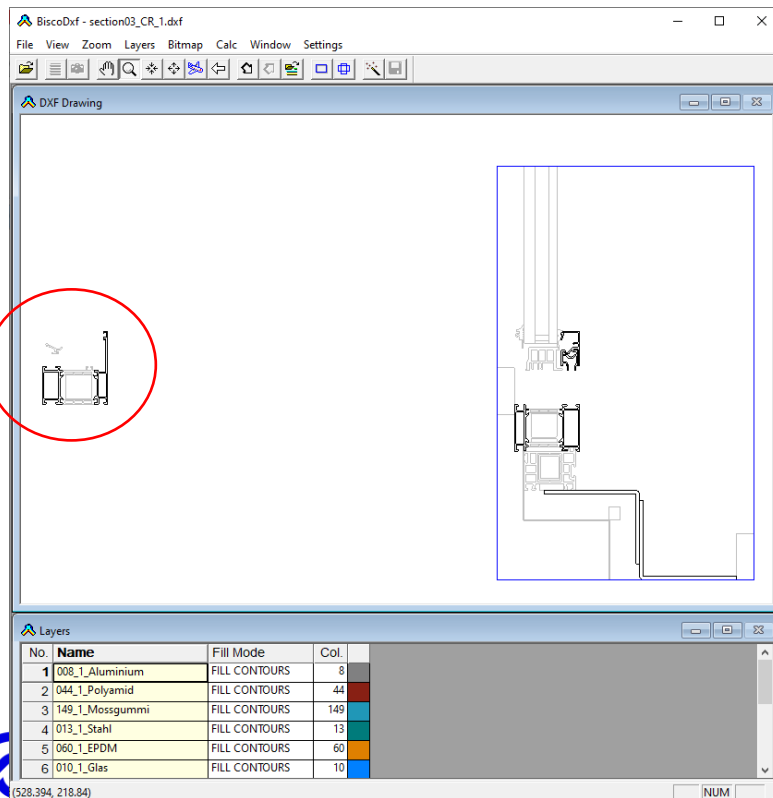 BiscoDxf - section03_CR_1.dxf
File View Zoom Layers Bitmap Calc Window Settings
DXF Drawing
Layers
No. Name Fill Mode Col.
1 008_1_Aluminium FILL CONTOURS 8
2 044_1_Polyamid FILL CONTOURS 44
3 149_1_Mossgummi FILL CONTOURS 149
4 013_1_Stahl FILL CONTOURS 13
5 060_1_EPDM FILL CONTOURS 60
6 010_1_Glas FILL CONTOURS 10
(528.394, 218.84) NUM